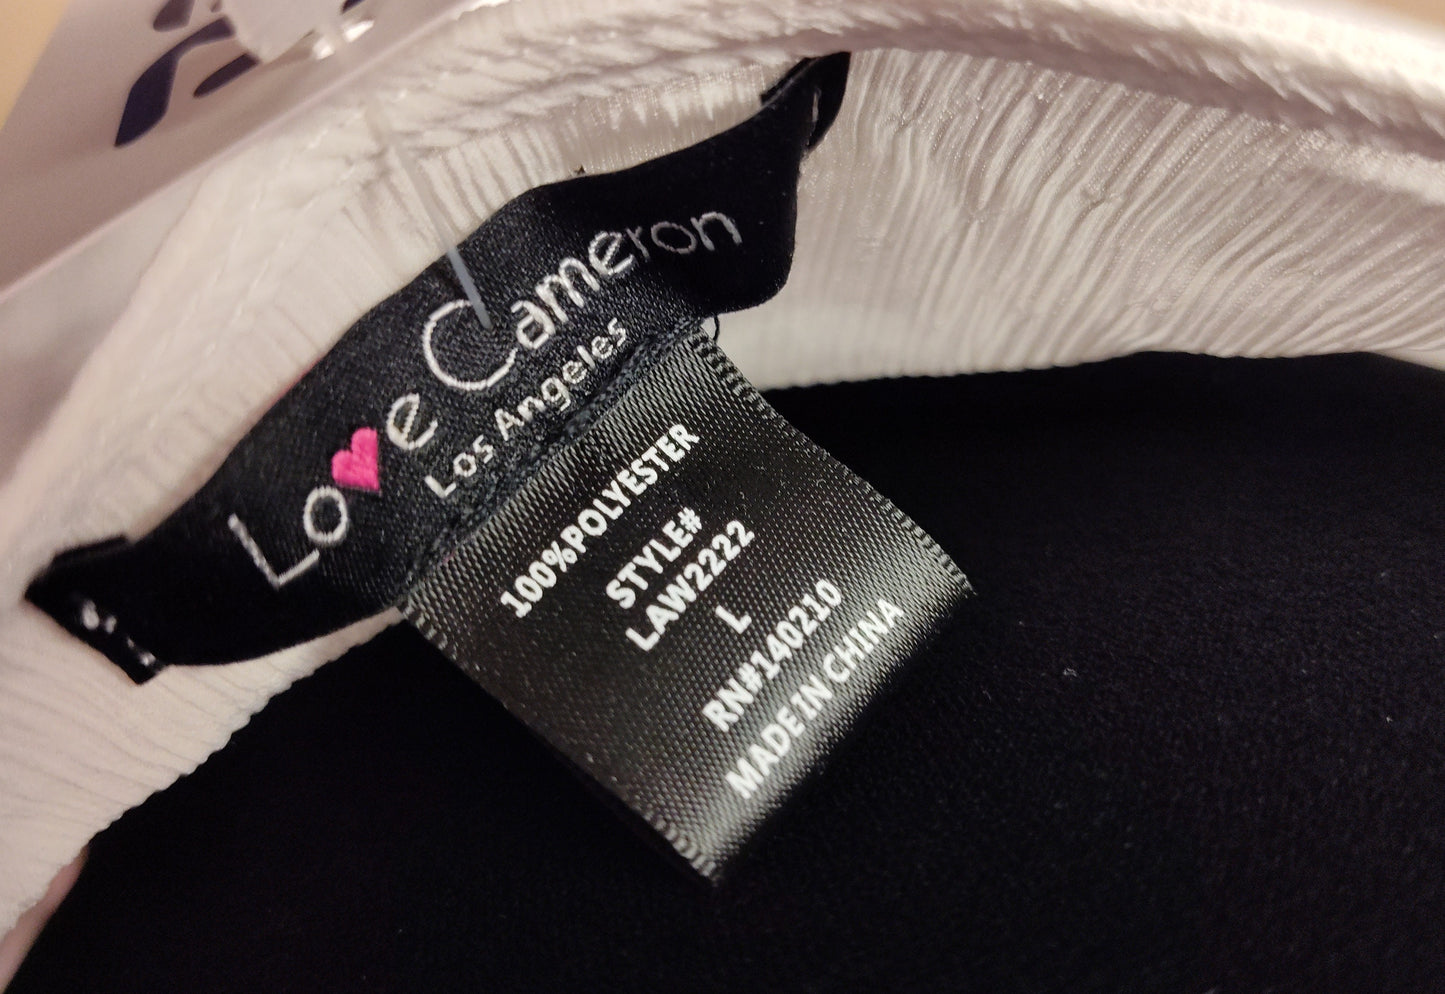 Love Cameron
Los Angeles
100%POLYESTER
STYLE#
LAW2222
L
RN#140210
MADE IN CHINA